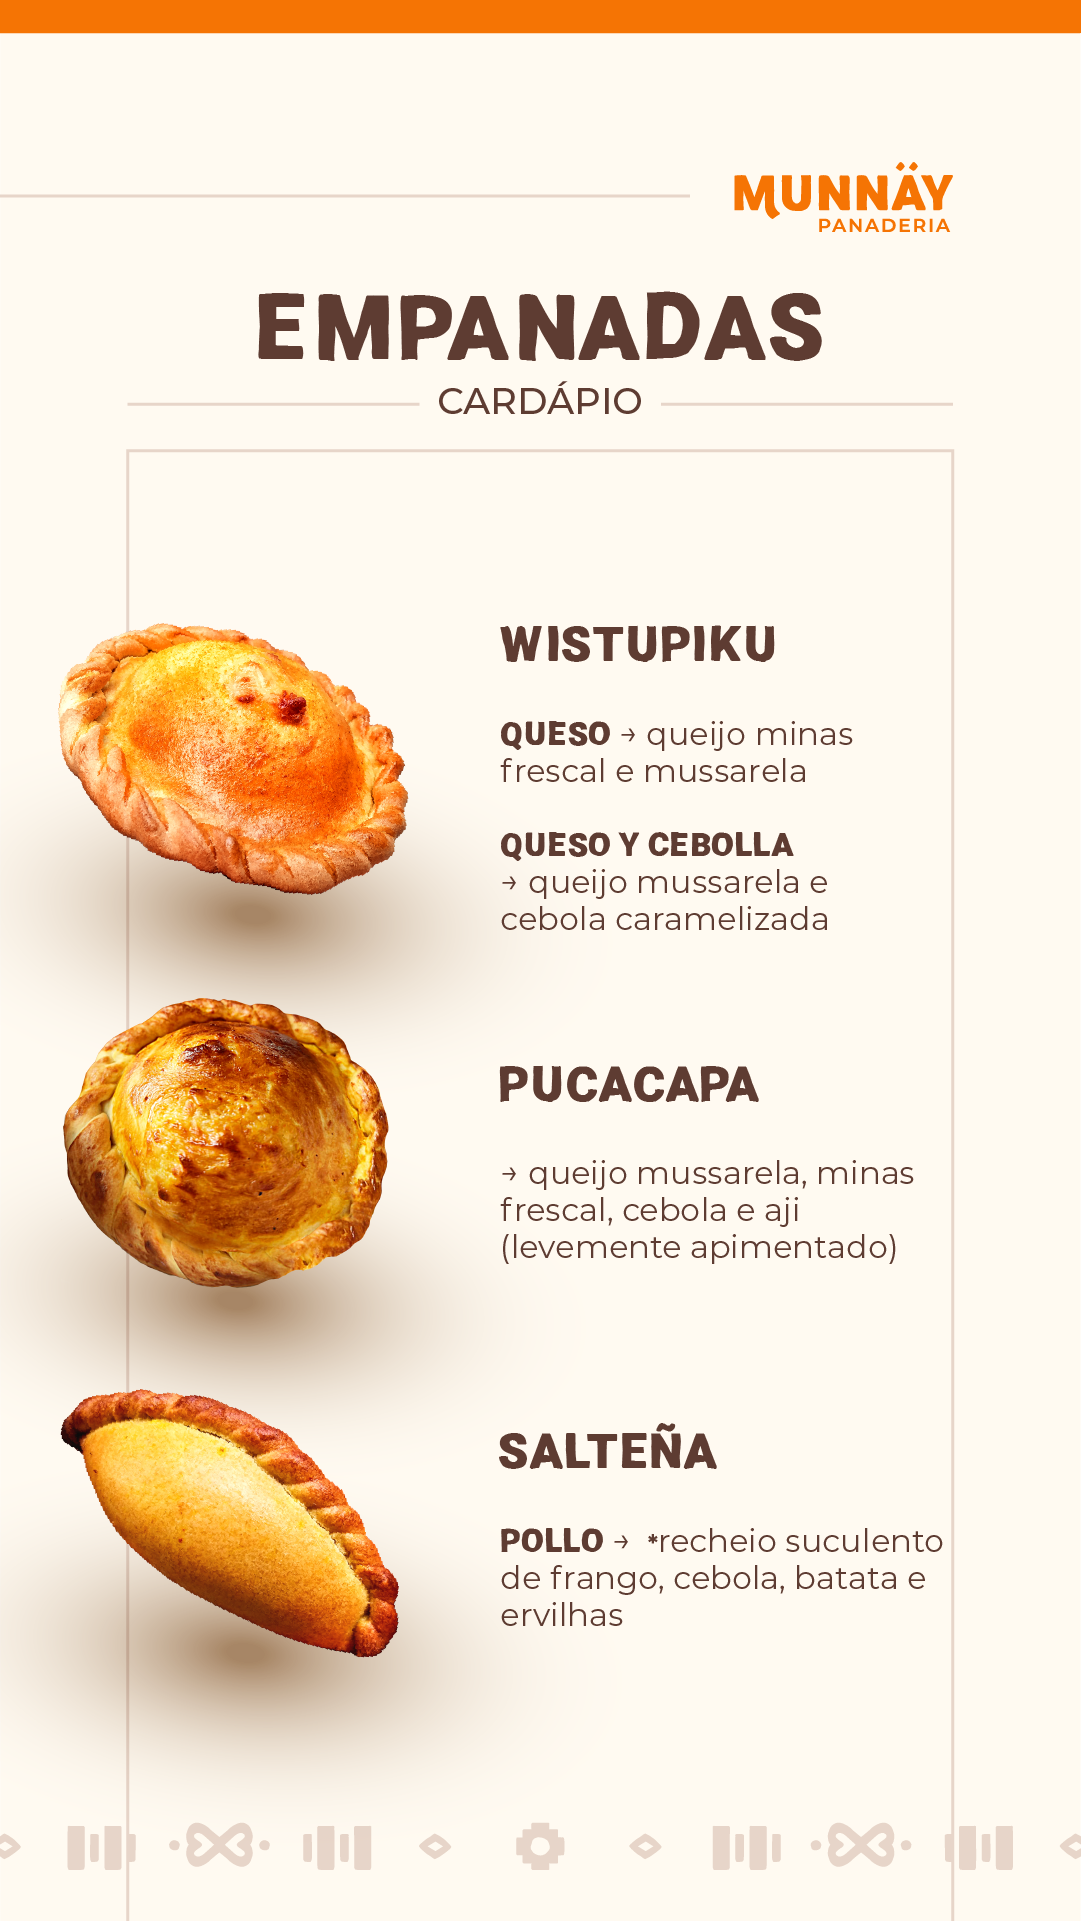 MUNNÄY
PANADERIA
EMPANADAS
CARDÁPIO
WISTUPIKU
QUESO → queijo minas
frescal e mussarela
QUESO Y CEBOLLA
→ queijo mussarela e
cebola caramelizada
PUCACAPA
→ queijo mussarela, minas
frescal, cebola e aji
(levemente apimentado)
SALTEÑA
POLLO → *recheio suculento
de frango, cebola, batata e
ervilhas